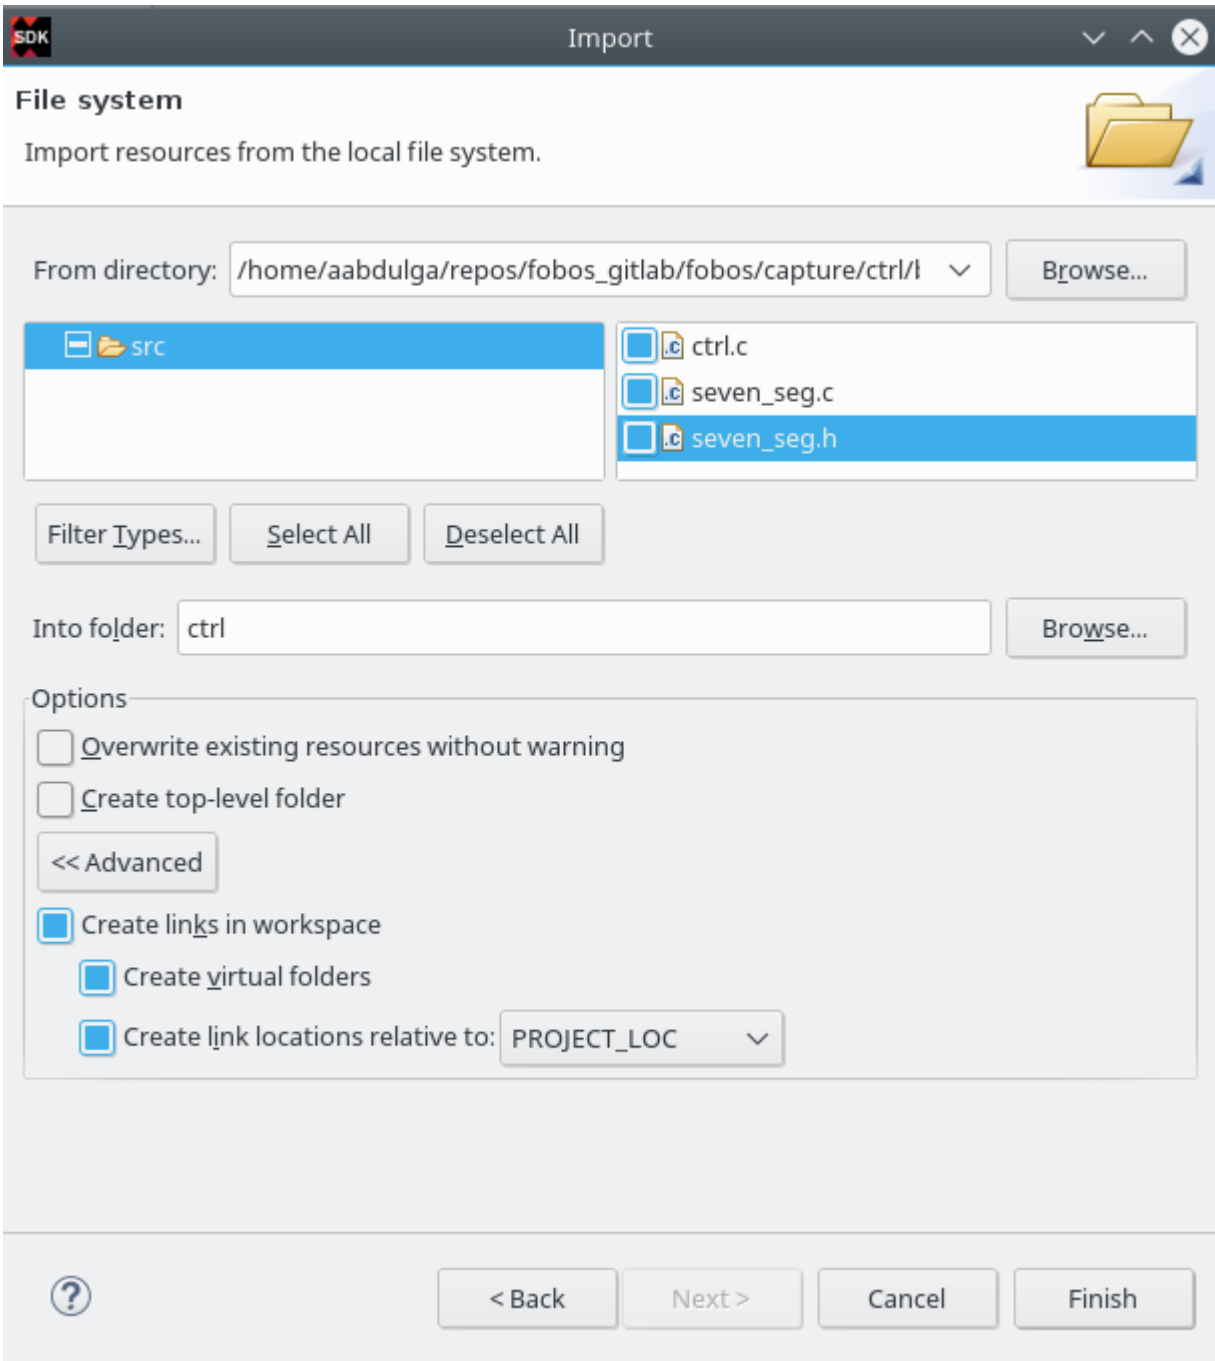 SDK Import
File system
Import resources from the local file system.
From directory: /home/aabdulga/repos/fobos_gitlab/fobos/capture/ctrl/ Browse...
src
.c ctrl.c
.c seven_seg.c
.c seven_seg.h
Filter Types... Select All Deselect All
Into folder: ctrl Browse...
Options
Overwrite existing resources without warning
Create top-level folder
<< Advanced
Create links in workspace
Create virtual folders
Create link locations relative to: PROJECT_LOC
? < Back Next > Cancel Finish